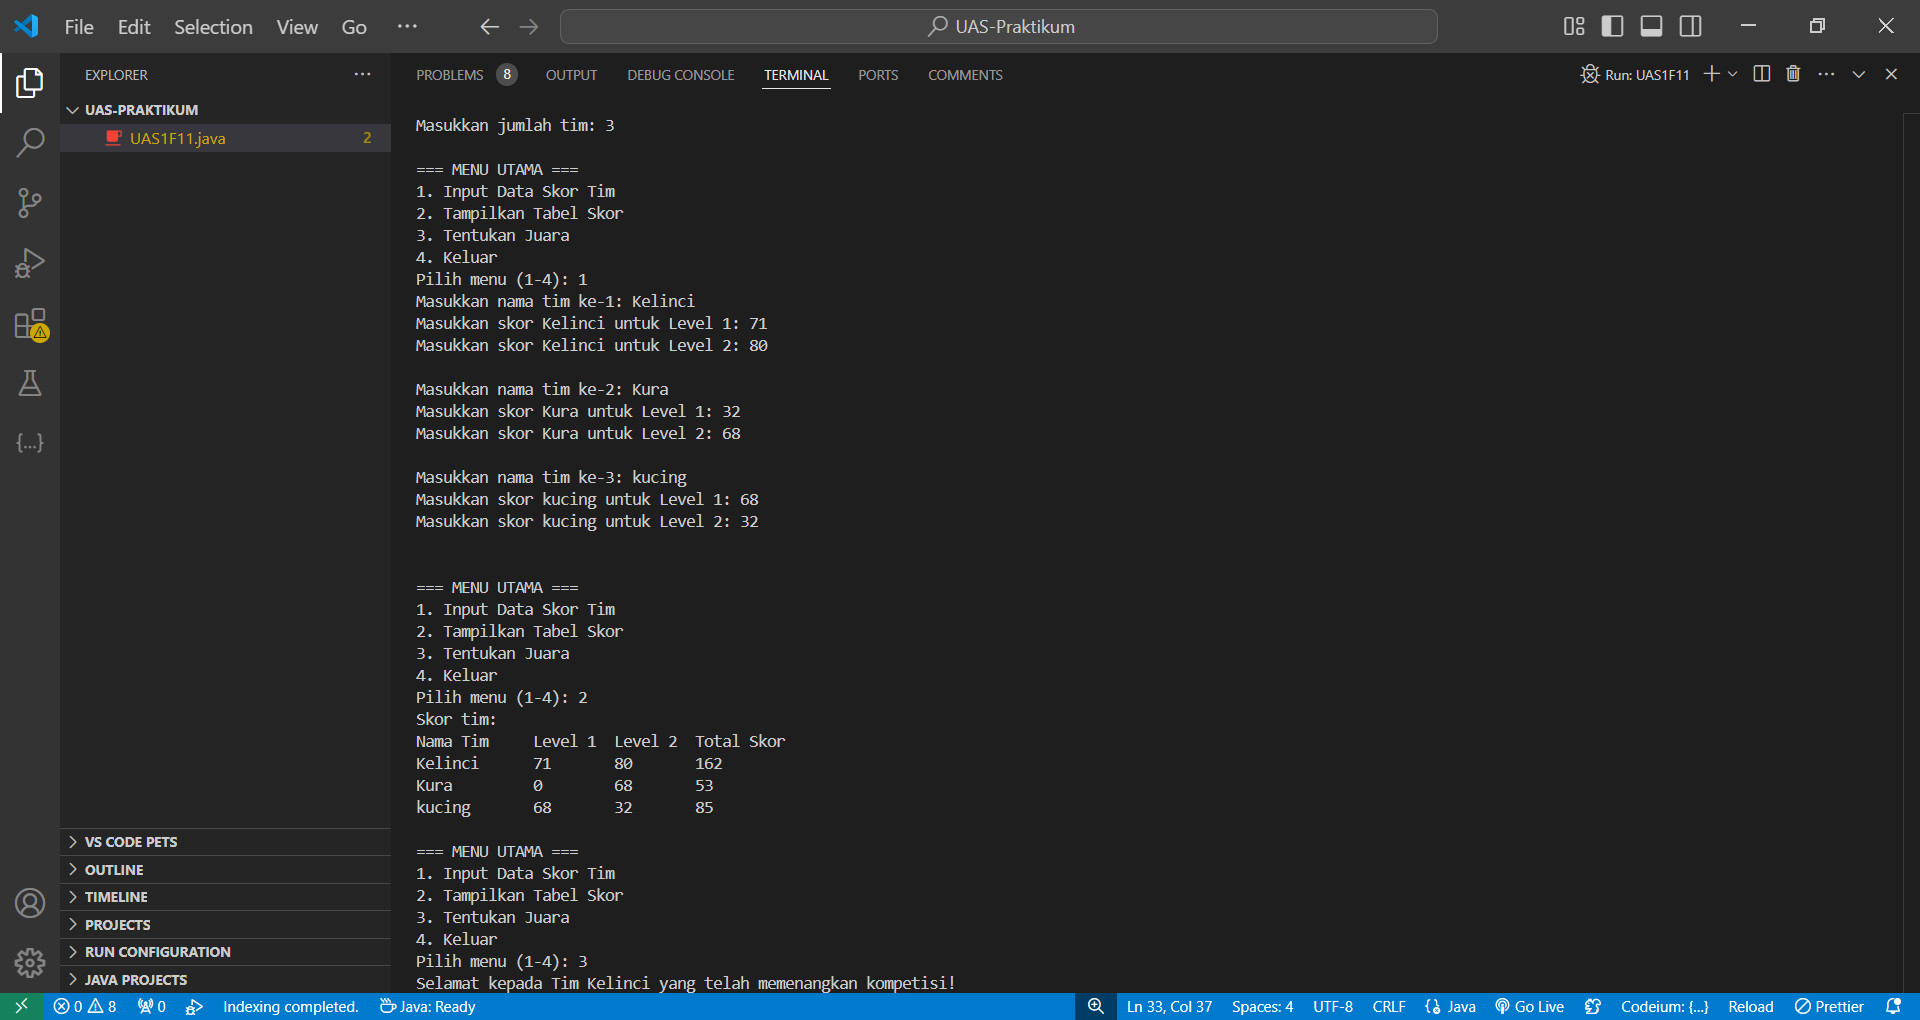 File Edit Selection View Go ··· UAS-Praktikum
EXPLORER ···
UAS-PRAKTIKUM
UAS1F11.java 2
VS CODE PETS
OUTLINE
TIMELINE
PROJECTS
RUN CONFIGURATION
JAVA PROJECTS
PROBLEMS 8 OUTPUT DEBUG CONSOLE TERMINAL PORTS COMMENTS Run: UAS1F11
Masukkan jumlah tim: 3
=== MENU UTAMA ===
1. Input Data Skor Tim
2. Tampilkan Tabel Skor
3. Tentukan Juara
4. Keluar
Pilih menu (1-4): 1
Masukkan nama tim ke-1: Kelinci
Masukkan skor Kelinci untuk Level 1: 71
Masukkan skor Kelinci untuk Level 2: 80
Masukkan nama tim ke-2: Kura
Masukkan skor Kura untuk Level 1: 32
Masukkan skor Kura untuk Level 2: 68
Masukkan nama tim ke-3: kucing
Masukkan skor kucing untuk Level 1: 68
Masukkan skor kucing untuk Level 2: 32
=== MENU UTAMA ===
1. Input Data Skor Tim
2. Tampilkan Tabel Skor
3. Tentukan Juara
4. Keluar
Pilih menu (1-4): 2
Skor tim:
Nama Tim Level 1 Level 2 Total Skor
Kelinci 71 80 162
Kura 0 68 53
kucing 68 32 85
=== MENU UTAMA ===
1. Input Data Skor Tim
2. Tampilkan Tabel Skor
3. Tentukan Juara
4. Keluar
Pilih menu (1-4): 3
Selamat kepada Tim Kelinci yang telah memenangkan kompetisi!
0 8 0 Indexing completed. Java: Ready Ln 33, Col 37 Spaces: 4 UTF-8 CRLF Java Go Live Codeium: {...} Reload Prettier